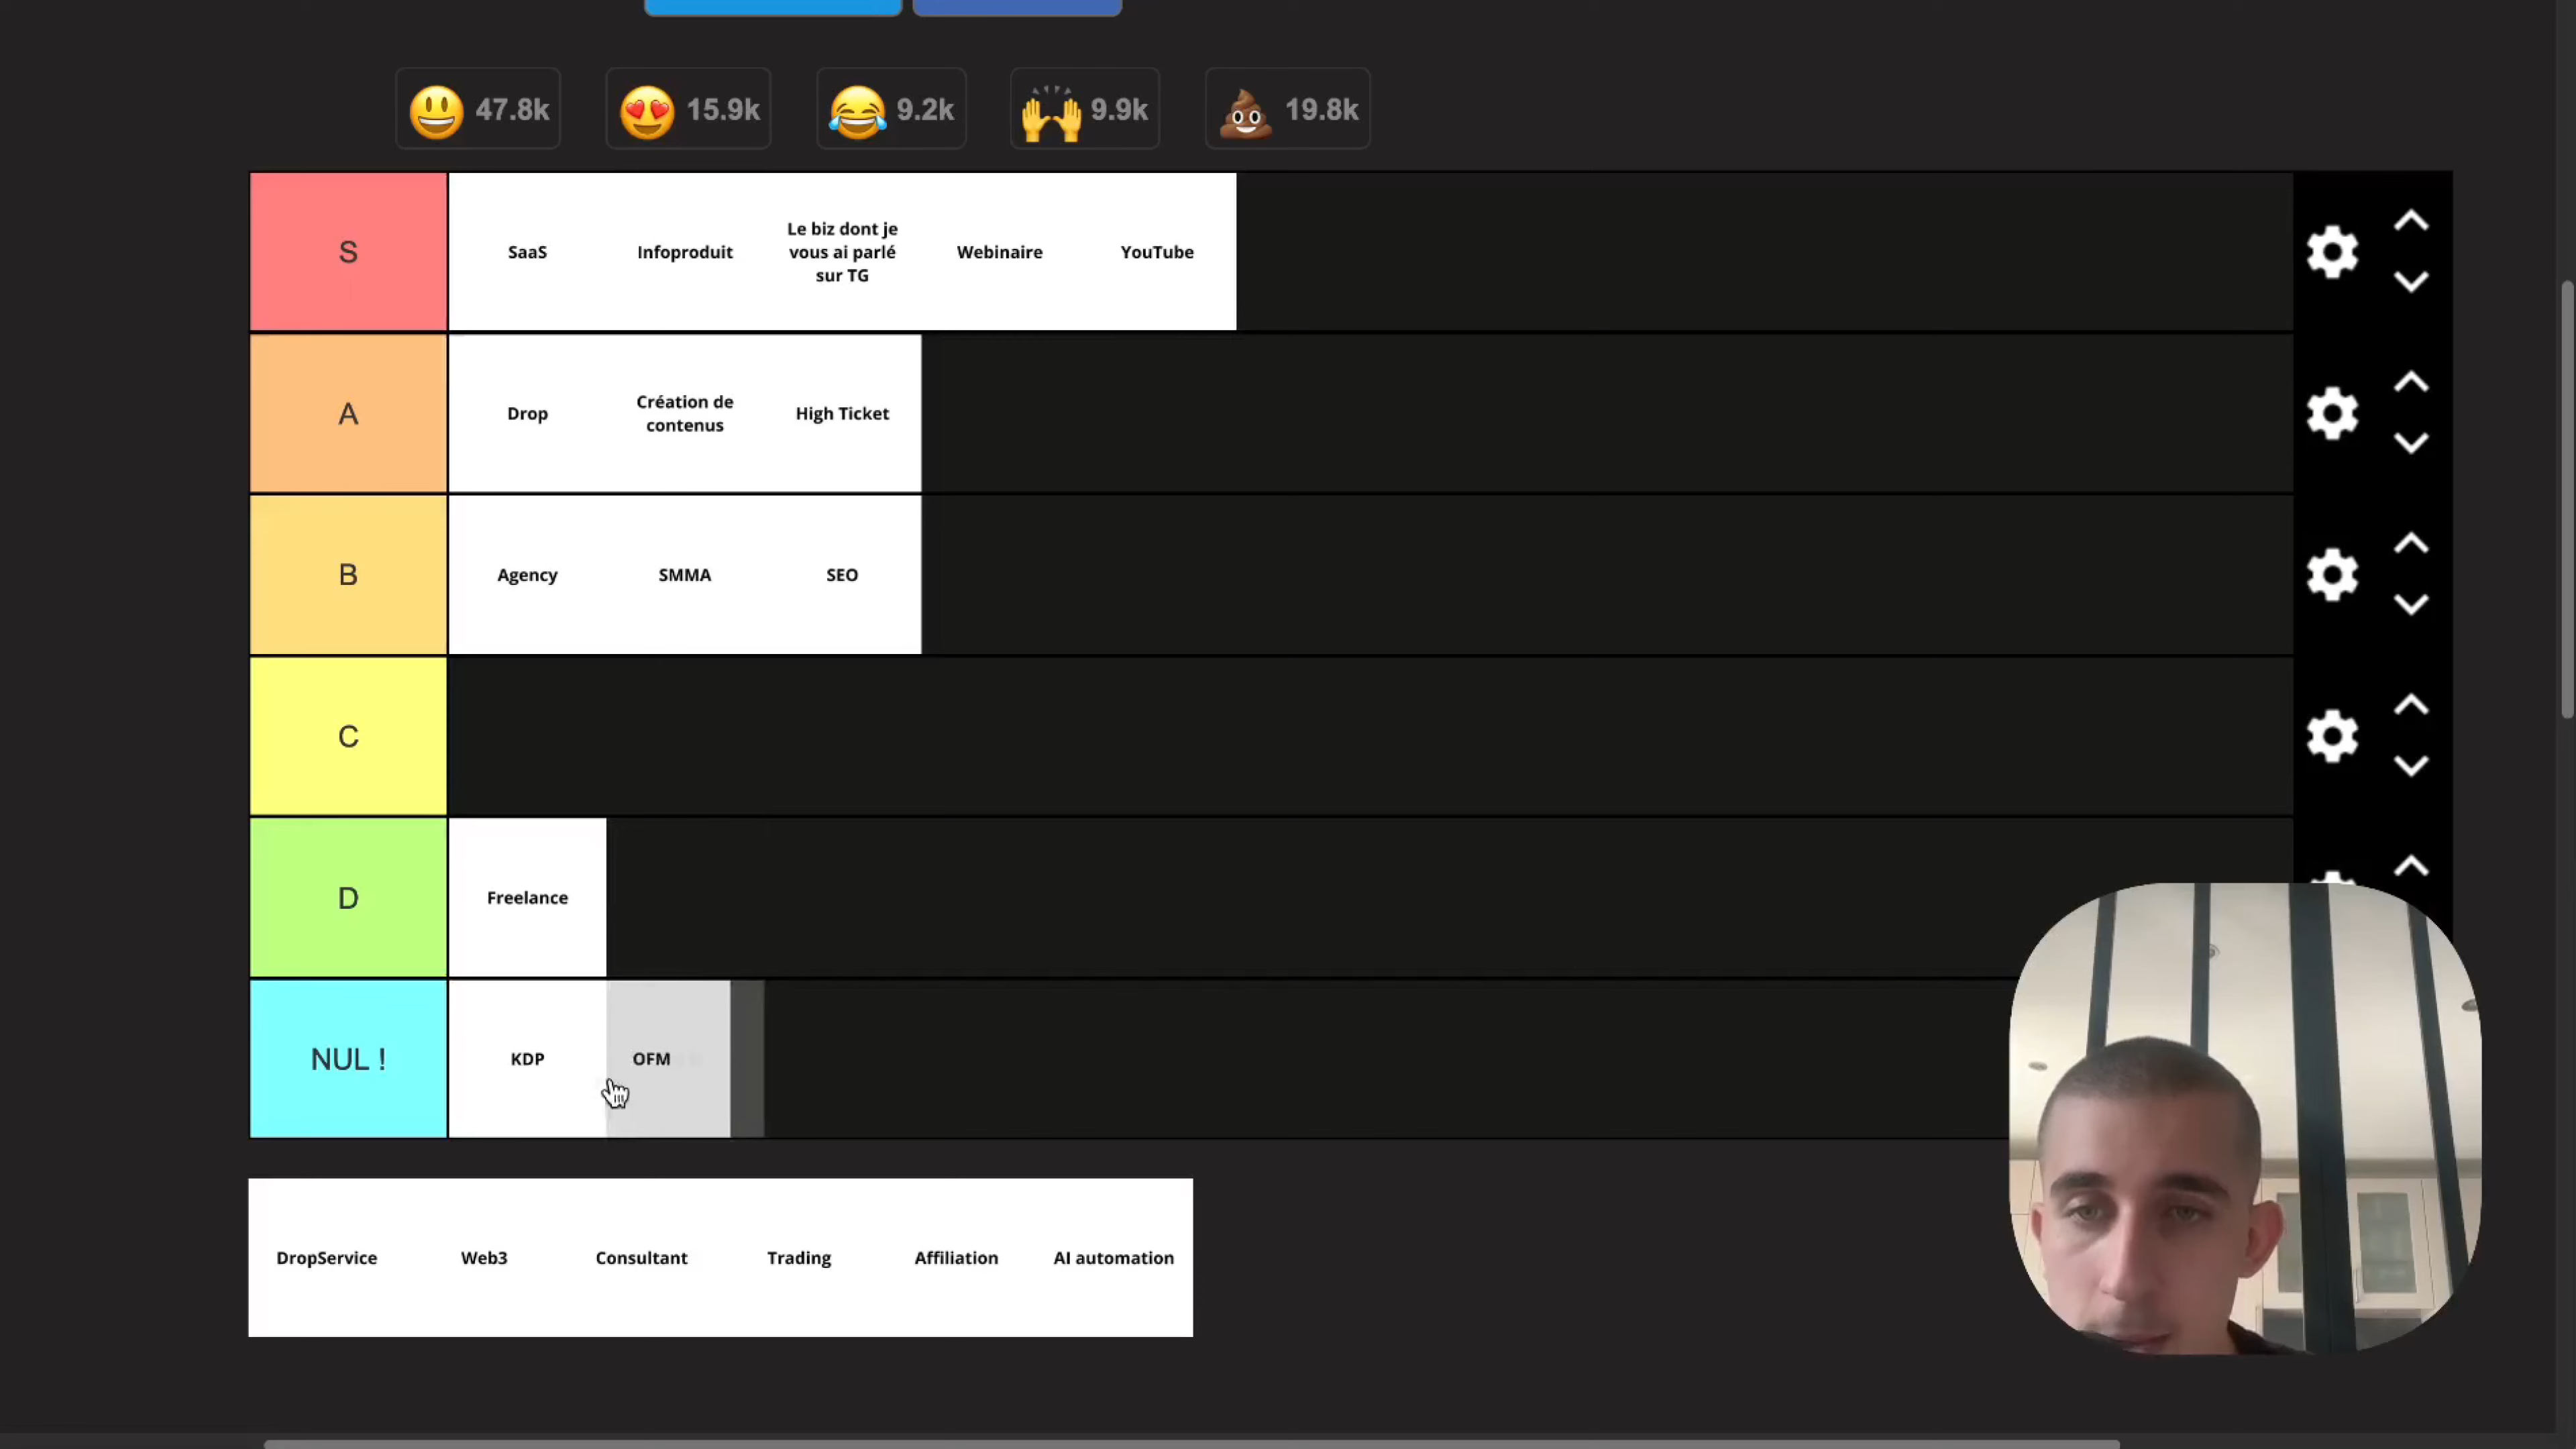 47.8k 15.9k 9.2k 9.9k 19.8k
S
SaaS
Infoproduit
Le biz dont je
vous ai parlé
sur TG
Webinaire
YouTube
A
Drop
Création de
contenus
High Ticket
B
Agency
SMMA
SEO
C
D
Freelance
NUL !
KDP
OFM
DropService
Web3
Consultant
Trading
Affiliation
AI automation